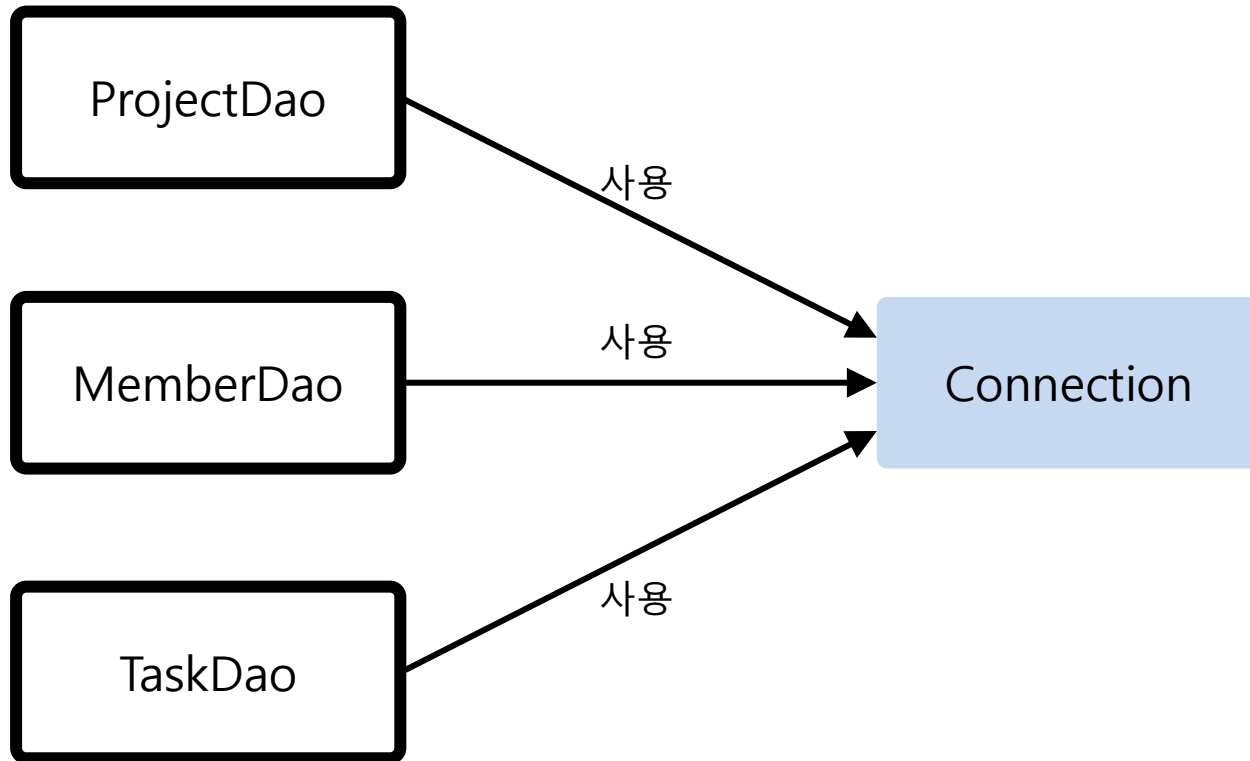 ProjectDao
사용
MemberDao
사용
Connection
사용
TaskDao